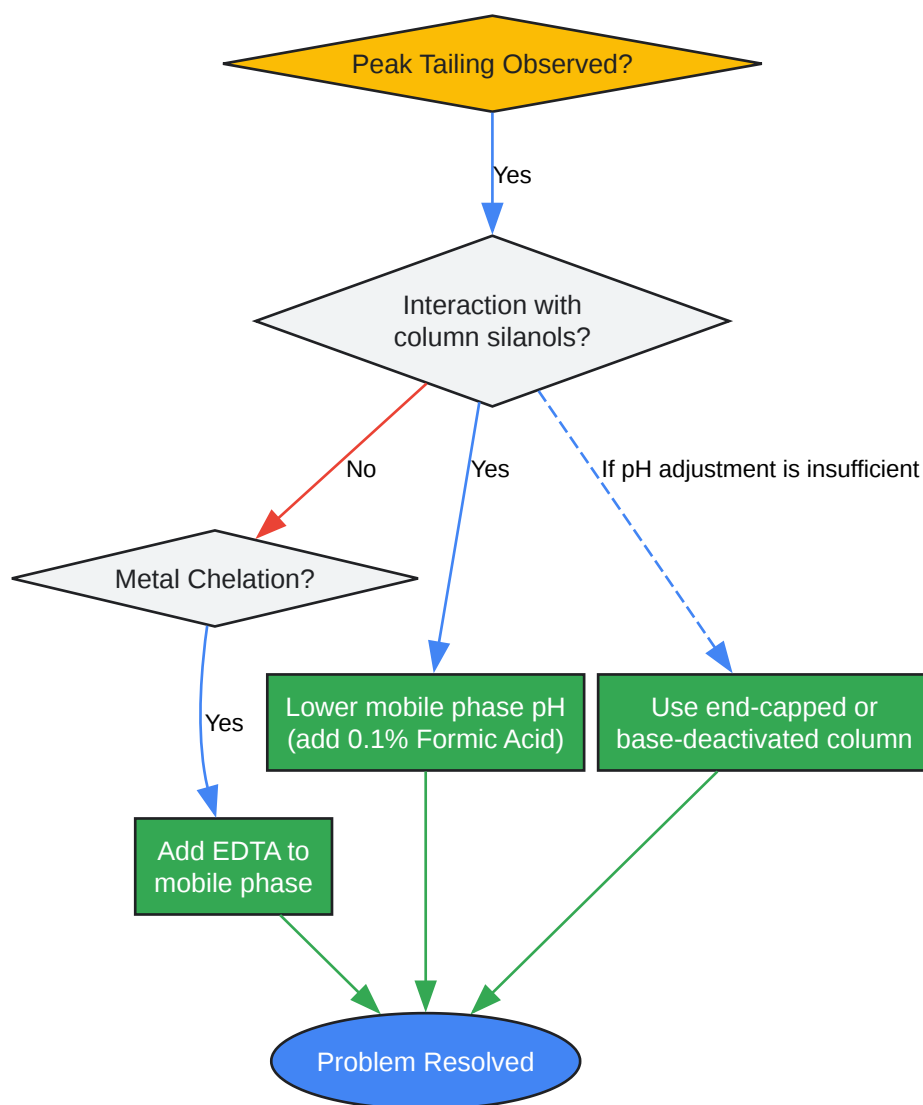 Peak Tailing Observed?
Yes
Interaction with
column silanols?
No
Yes
If pH adjustment is insufficient
Metal Chelation?
Yes
Lower mobile phase pH
(add 0.1% Formic Acid)
Use end-capped or
base-deactivated column
Add EDTA to
mobile phase
Problem Resolved